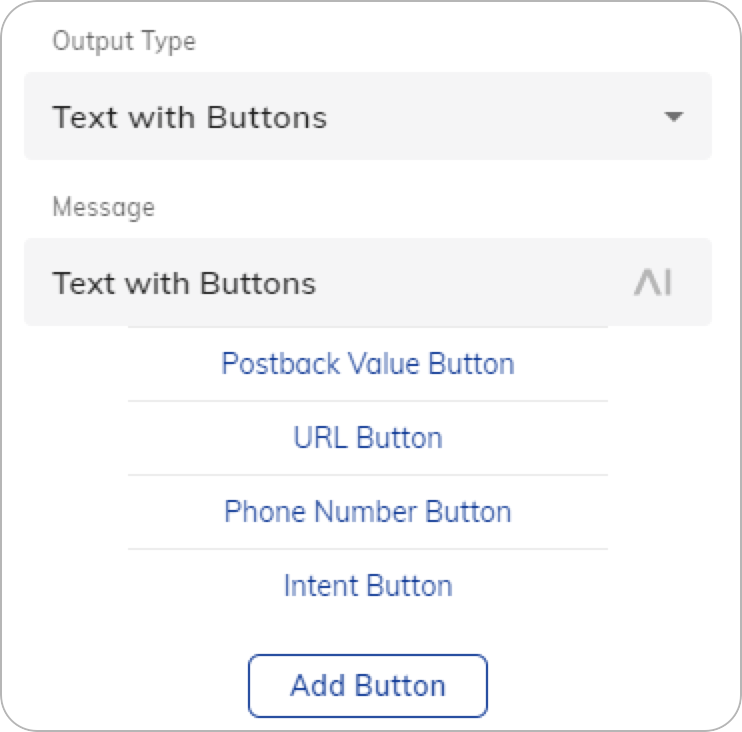 Output Type
Text with Buttons
Message
Text with Buttons AI
Postback Value Button
URL Button
Phone Number Button
Intent Button
Add Button